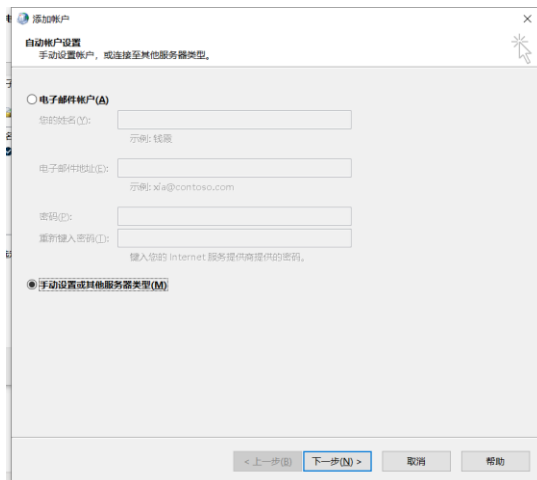 添加帐户
自动帐户设置
手动设置帐户，或连接至其他服务器类型。
电子邮件帐户(A)
您的姓名(Y):
示例: 钱霞
电子邮件地址(E):
示例: xia@contoso.com
密码(P):
重新键入密码(T):
键入您的 Internet 服务提供商提供的密码。
手动设置或其他服务器类型(M)
< 上一步(B) 下一步(N) > 取消 帮助